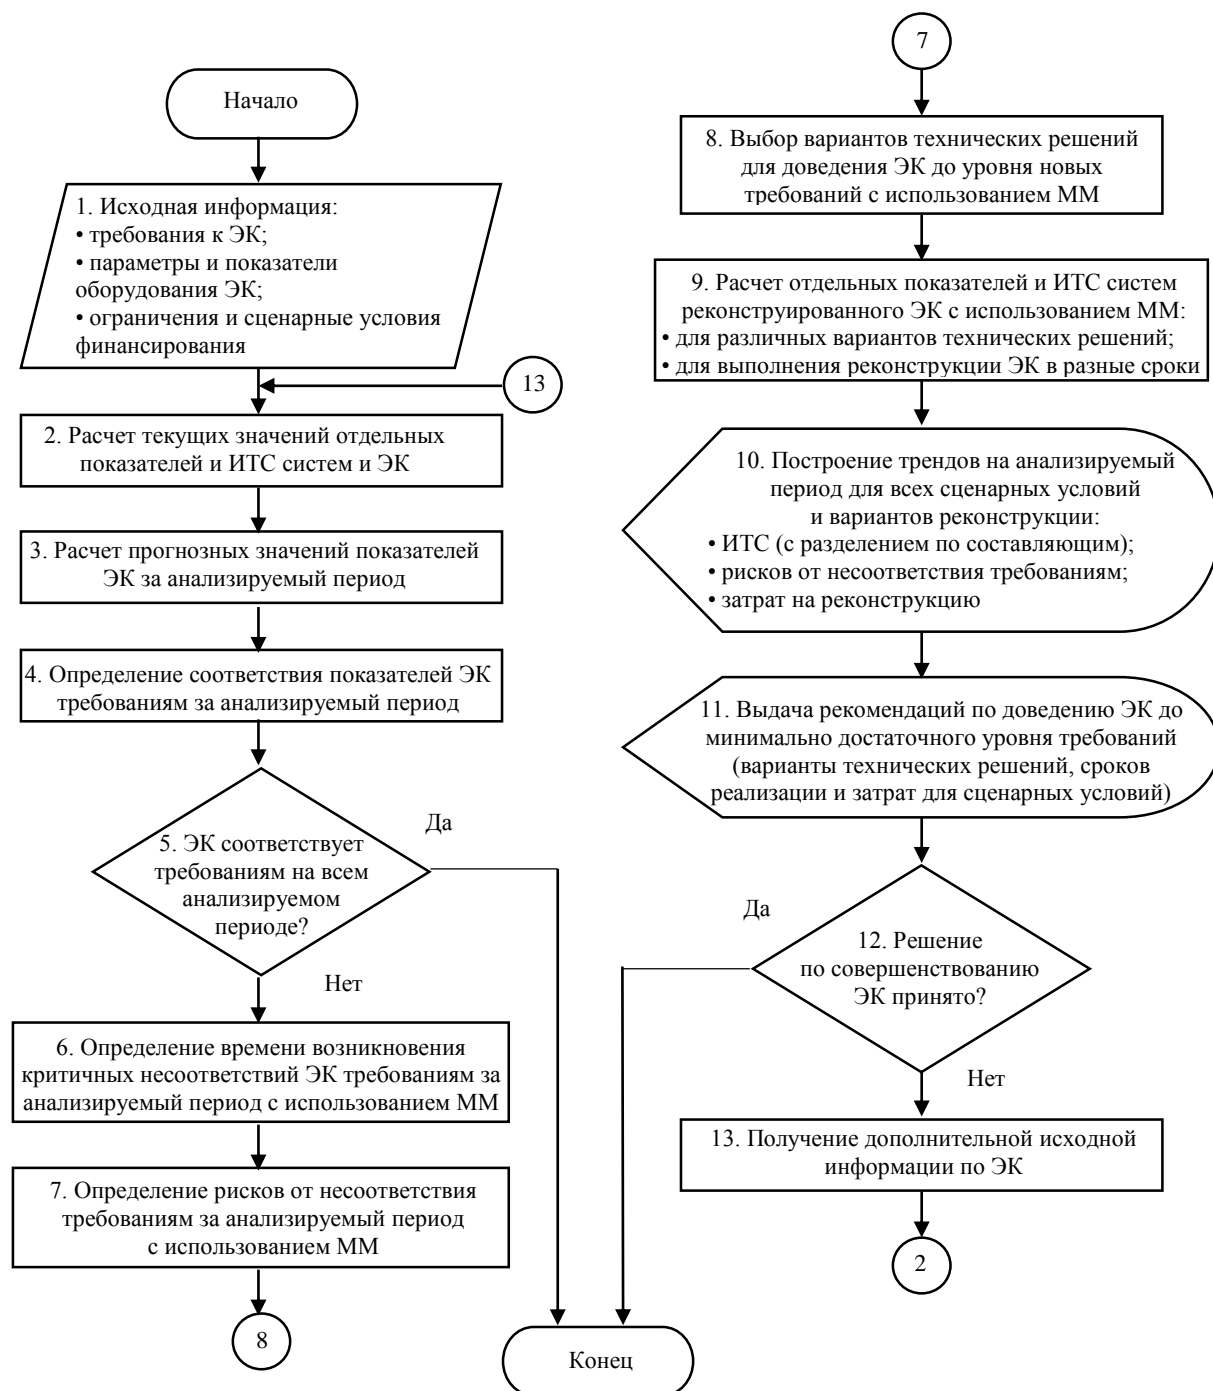 Начало
1. Исходная информация:
• требования к ЭК;
• параметры и показатели
оборудования ЭК;
• ограничения и сценарные условия
финансирования
13
2. Расчет текущих значений отдельных
показателей и ИТС систем и ЭК
3. Расчет прогнозных значений показателей
ЭК за анализируемый период
4. Определение соответствия показателей ЭК
требованиям за анализируемый период
Да
5. ЭК соответствует
требованиям на всем
анализируемом
периоде?
Нет
6. Определение времени возникновения
критичных несоответствий ЭК требованиям за
анализируемый период с использованием ММ
7. Определение рисков от несоответствия
требованиям за анализируемый период
с использованием ММ
8
7
8. Выбор вариантов технических решений
для доведения ЭК до уровня новых
требований с использованием ММ
9. Расчет отдельных показателей и ИТС систем
реконструированного ЭК с использованием ММ:
• для различных вариантов технических решений;
• для выполнения реконструкции ЭК в разные сроки
10. Построение трендов на анализируемый
период для всех сценарных условий
и вариантов реконструкции:
• ИТС (с разделением по составляющим);
• рисков от несоответствия требованиям;
• затрат на реконструкцию
11. Выдача рекомендаций по доведению ЭК до
минимально достаточного уровня требований
(варианты технических решений, сроков
реализации и затрат для сценарных условий)
Да
12. Решение
по совершенствованию
ЭК принято?
Нет
13. Получение дополнительной исходной
информации по ЭК
2
Конец